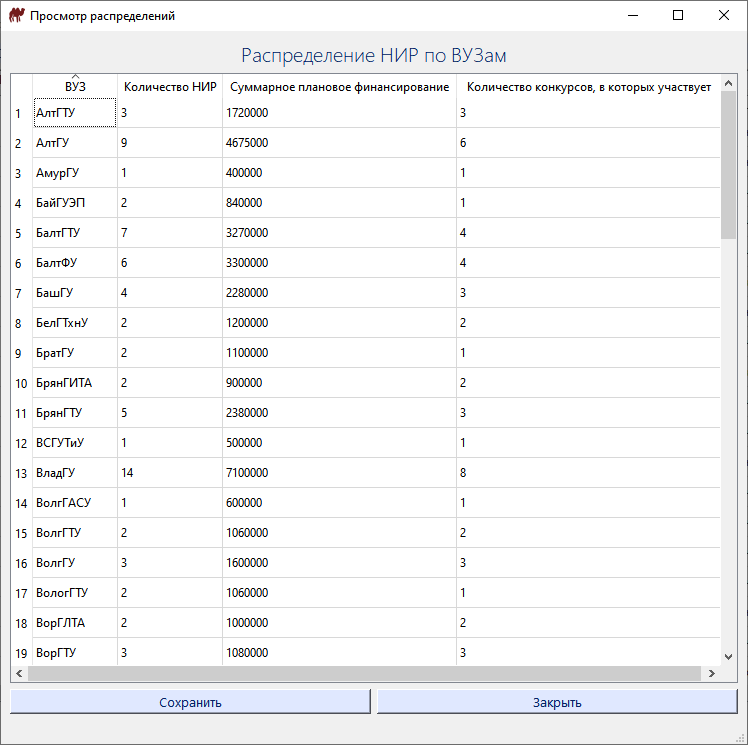 Просмотр распределений
Распределение НИР по ВУЗам
ВУЗ Количество НИР Суммарное плановое финансирование Количество конкурсов, в которых участвует
1 АлтГТУ 3 1720000 3
2 АлтГУ 9 4675000 6
3 АмурГУ 1 400000 1
4 БайГУЭП 2 840000 1
5 БалтГТУ 7 3270000 4
6 БалтФУ 6 3300000 4
7 БашГУ 4 2280000 3
8 БелГТхнУ 2 1200000 2
9 БратГУ 2 1100000 1
10 БрянГИТА 2 900000 2
11 БрянГТУ 5 2380000 3
12 ВСГУТиУ 1 500000 1
13 ВладГУ 14 7100000 8
14 ВолгГАСУ 1 600000 1
15 ВолгГТУ 2 1060000 2
16 ВолгГУ 3 1600000 3
17 ВологГТУ 2 1060000 1
18 ВорГЛТА 2 1000000 2
19 ВорГТУ 3 1080000 3
Сохранить Закрыть